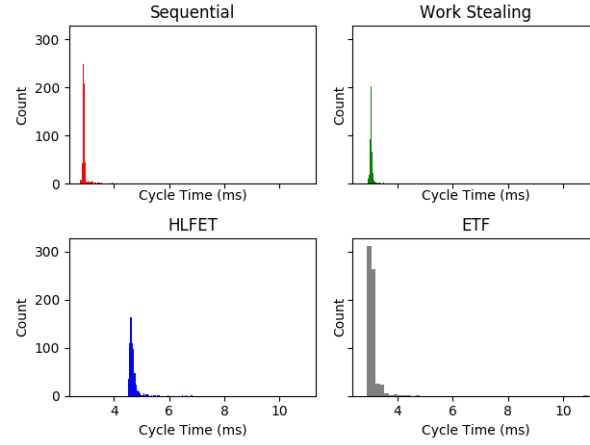 Sequential
Work Stealing
300
200
100
0
Count
Count
Cycle Time (ms)
Cycle Time (ms)
HLFET
ETF
300
200
100
0
Count
Count
4 6 8 10
4 6 8 10
Cycle Time (ms)
Cycle Time (ms)